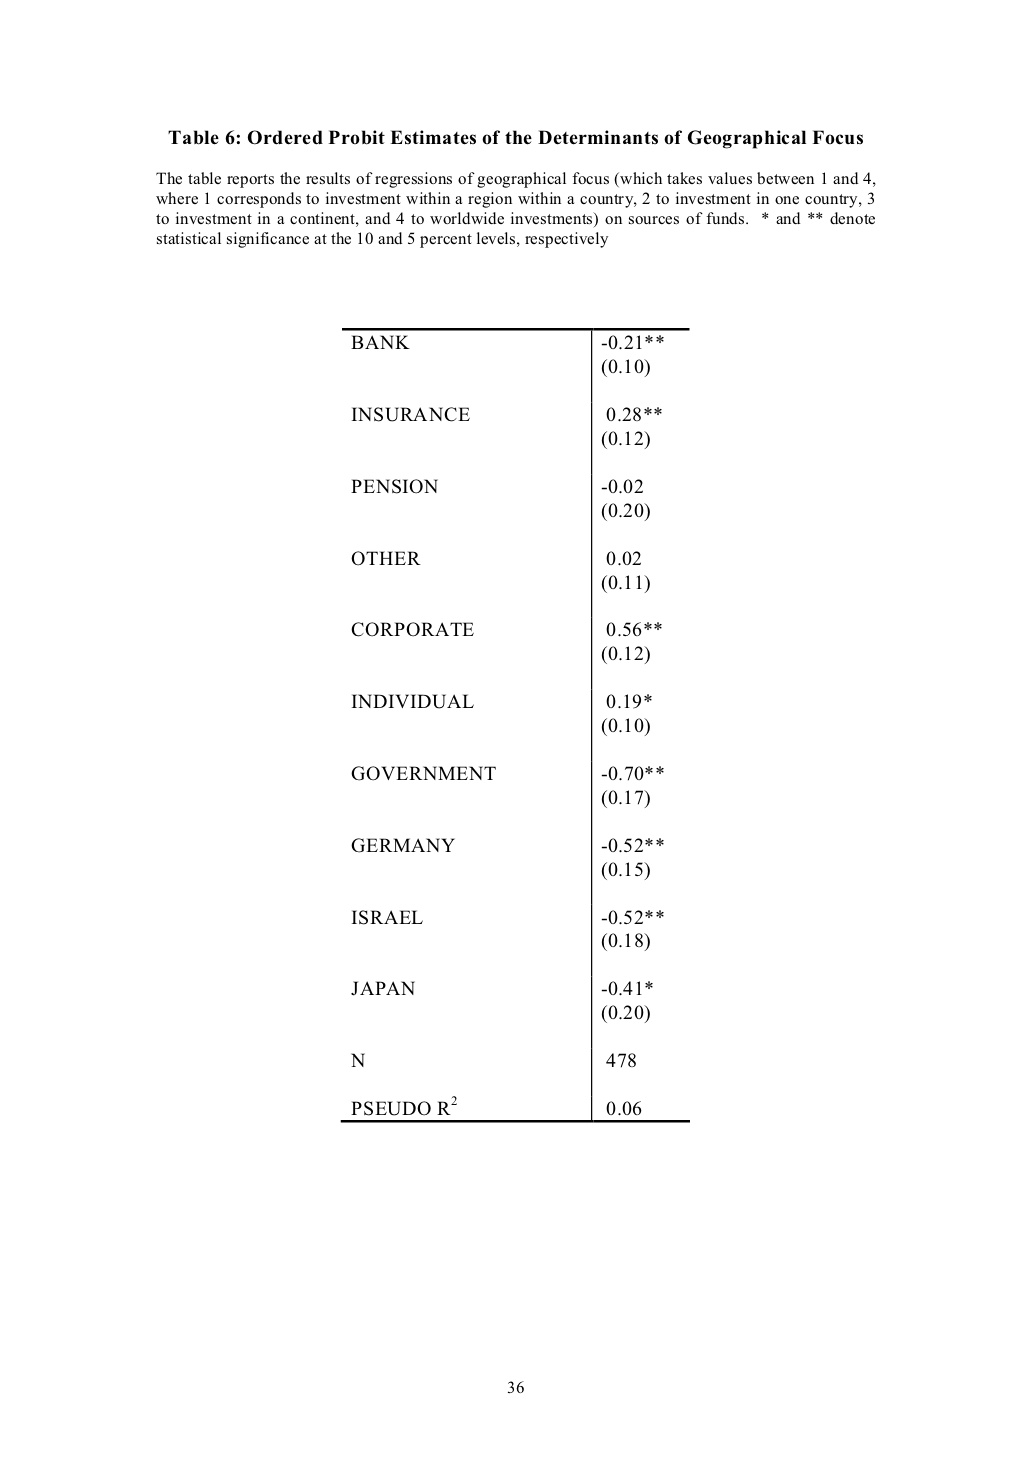 Table 6: Ordered Probit Estimates of the Determinants of Geographical Focus
The table reports the results of regressions of geographical focus (which takes values between 1 and 4,
where 1 corresponds to investment within a region within a country, 2 to investment in one country, 3
to investment in a continent, and 4 to worldwide investments) on sources of funds. * and ** denote
statistical significance at the 10 and 5 percent levels, respectively
BANK -0.21**
(0.10)
INSURANCE 0.28**
(0.12)
PENSION -0.02
(0.20)
OTHER 0.02
(0.11)
CORPORATE 0.56**
(0.12)
INDIVIDUAL 0.19*
(0.10)
GOVERNMENT -0.70**
(0.17)
GERMANY -0.52**
(0.15)
ISRAEL -0.52**
(0.18)
JAPAN -0.41*
(0.20)
N 478
PSEUDO R² 0.06
36